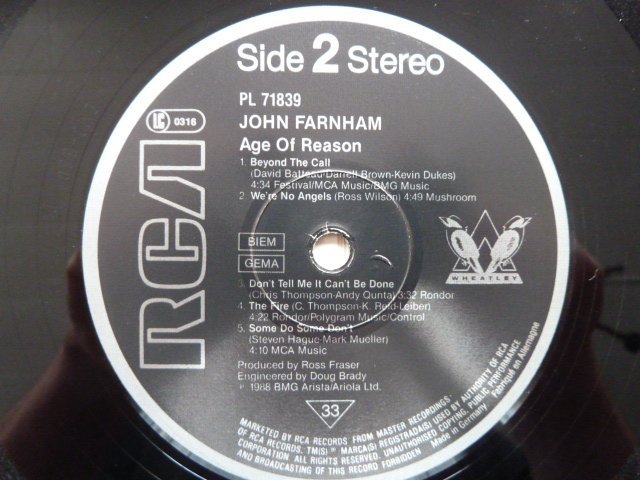 Side 2 Stereo
PL 71839
LC 0316
JOHN FARNHAM
Age Of Reason
1. Beyond The Call
(David Batteau-Darrell Brown-Kevin Dukes)
4:34 Festival/MCA Music/BMG Music
2. We're No Angels (Ross Wilson) 4:49 Mushroom
RCA
BIEM
GEMA
WHEATLEY
3. Don't Tell Me It Can't Be Done
(Chris Thompson-Andy Qunta) 3:32 Rondor
4. The Fire (C. Thompson-K. Reid-Leiber)
4:22 Rondor/Polygram Music/Control
5. Some Do Some Don't
(Steven Hague-Mark Mueller)
4:10 MCA Music
Produced by Ross Fraser
Engineered by Doug Brady
℗ 1988 BMG Arista/Ariola Ltd.
33
MARKETED BY RCA RECORDS FROM MASTER RECORDINGS
OF RCA RECORDS. TM(s)® MARCA(S) REGISTRADA(S) USED BY AUTHORITY OF RCA
CORPORATION. ALL RIGHTS RESERVED. UNAUTHORISED COPYING, PUBLIC PERFORMANCE
AND BROADCASTING OF THIS RECORD FORBIDDEN
Made in Germany
Fabriqué en Allemagne